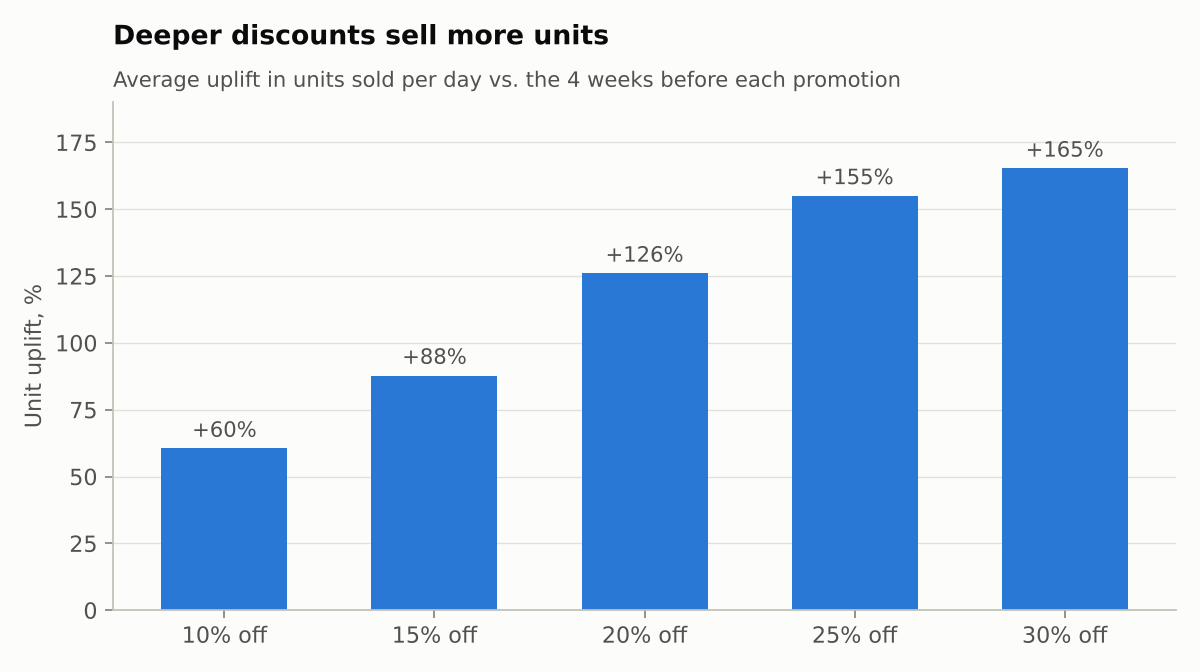 Deeper discounts sell more units
Average uplift in units sold per day vs. the 4 weeks before each promotion
Unit uplift, %
175
150
125
100
75
50
25
0
+60%
+88%
+126%
+155%
+165%
10% off
15% off
20% off
25% off
30% off